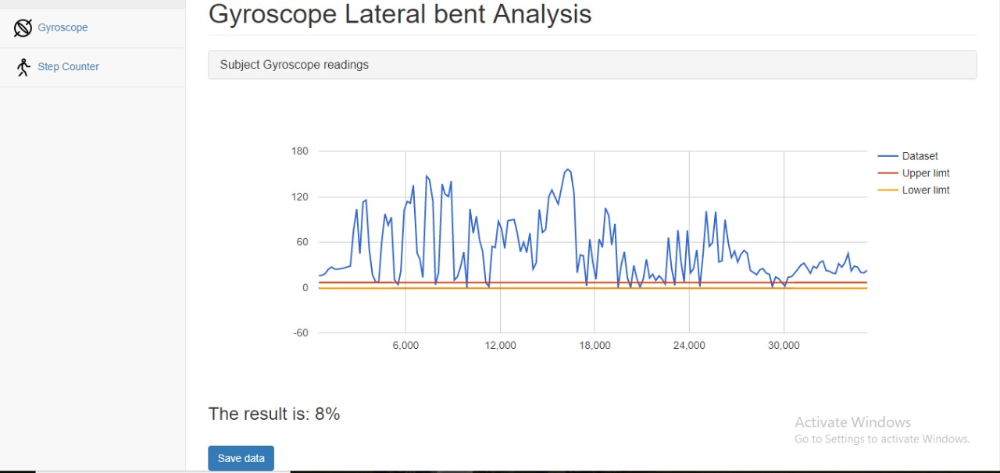 Gyroscope Lateral bent Analysis
Gyroscope
Step Counter
Subject Gyroscope readings
180
120
60
0
-60
6,000 12,000 18,000 24,000 30,000
Dataset
Upper limt
Lower limt
The result is: 8%
Save data
Activate Windows
Go to Settings to activate Windows.